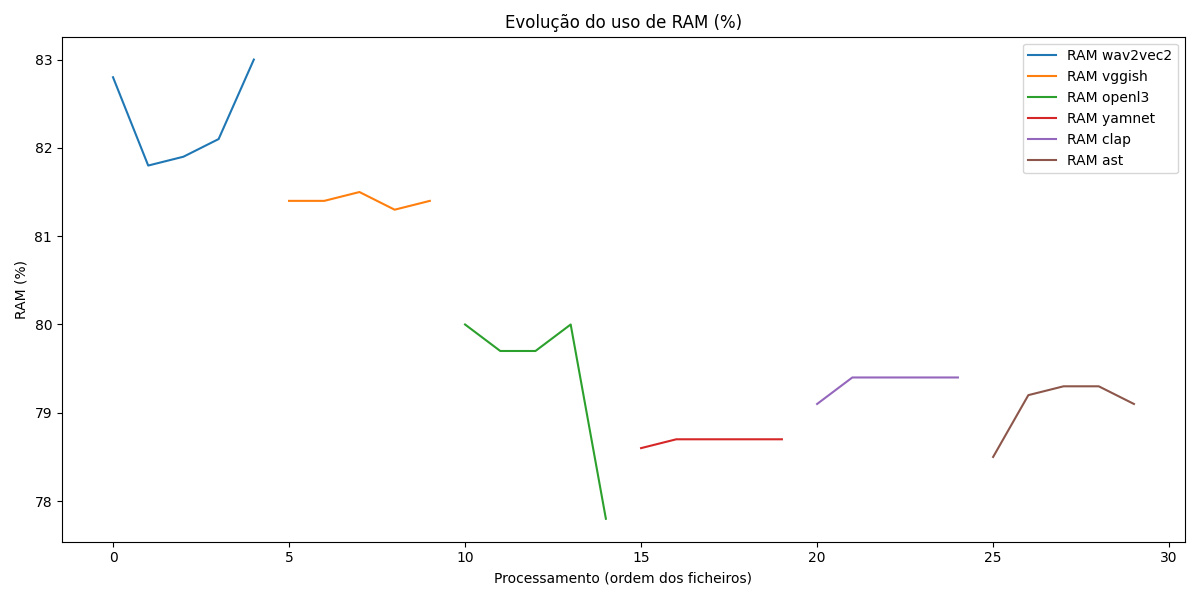 Evolução do uso de RAM (%)
RAM wav2vec2
RAM vggish
RAM openl3
RAM yamnet
RAM clap
RAM ast
83
82
81
80
79
78
RAM (%)
0 5 10 15 20 25 30
Processamento (ordem dos ficheiros)